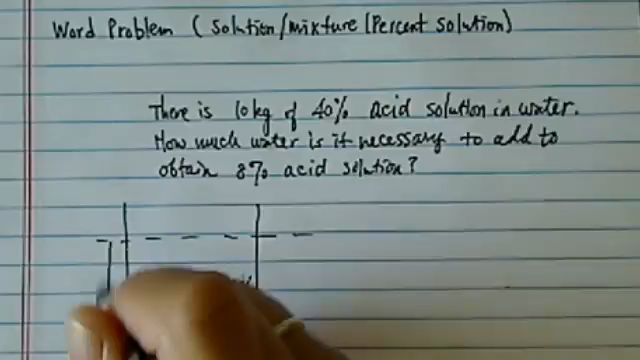 Word Problem (Solution/mixture/Percent solution)
There is 10kg of 40% acid solution in water.
How much water is it necessary to add to
obtain 8% acid solution?